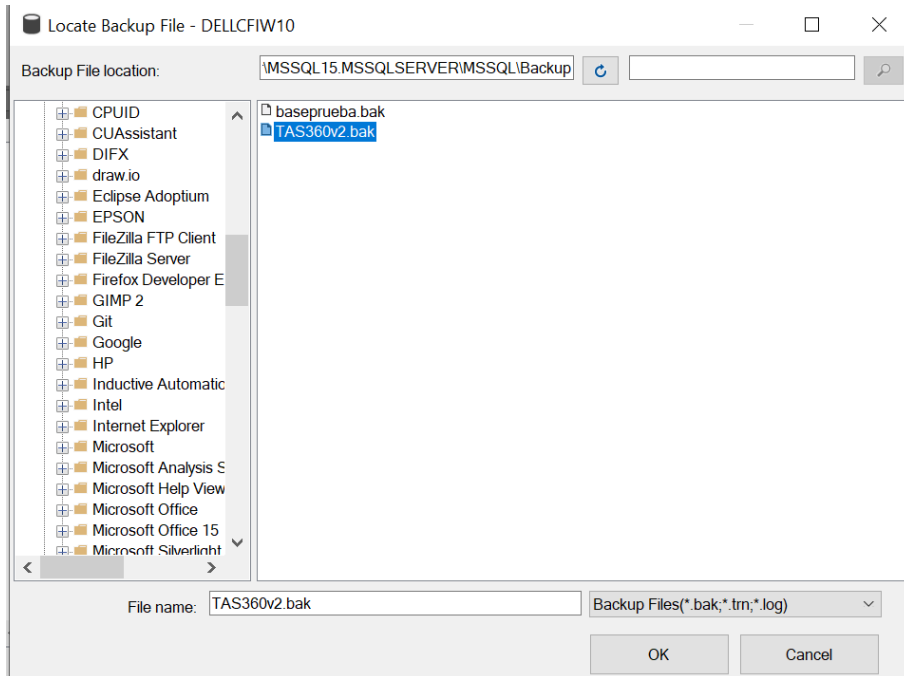 Locate Backup File - DELLCFIW10
Backup File location:
\MSSQL15.MSSQLSERVER\MSSQL\Backup
CPUID
CUAssistant
DIFX
draw.io
Eclipse Adoptium
EPSON
FileZilla FTP Client
FileZilla Server
Firefox Developer E
GIMP 2
Git
Google
HP
Inductive Automatic
Intel
Internet Explorer
Microsoft
Microsoft Analysis S
Microsoft Help View
Microsoft Office
Microsoft Office 15
Microsoft Silverlight
baseprueba.bak
TAS360v2.bak
File name:
TAS360v2.bak
Backup Files(*.bak;*.trn;*.log)
OK
Cancel